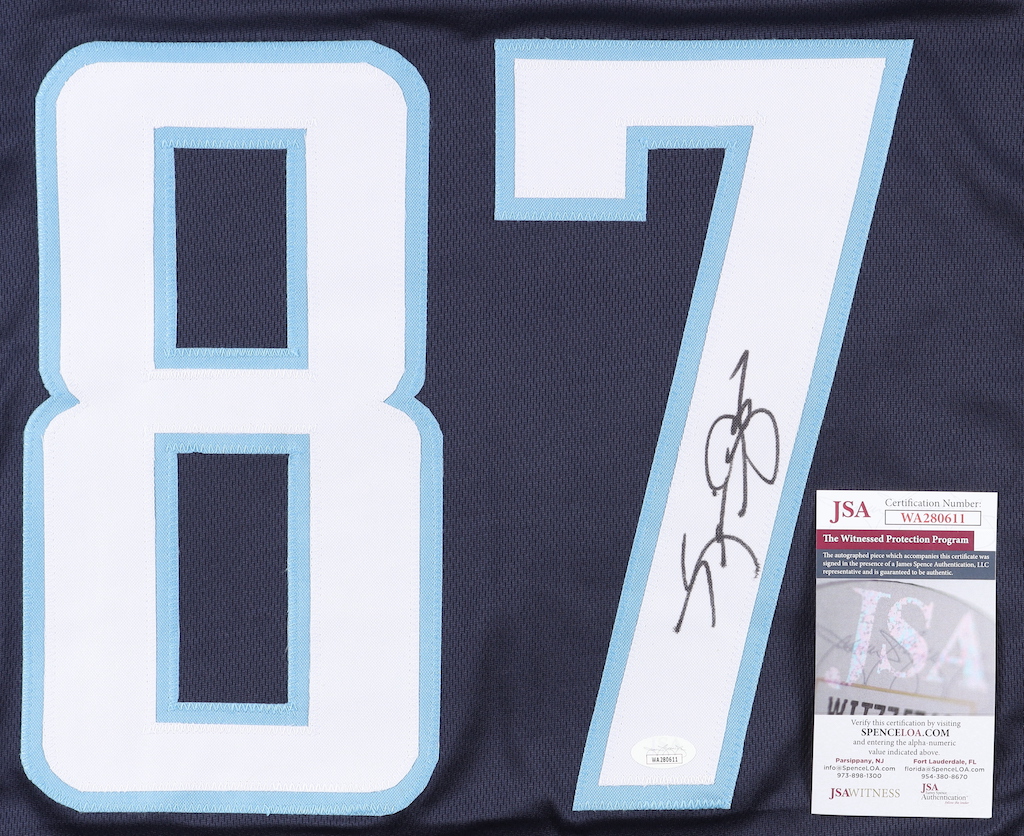 87
JSA
Certification Number:
WA280611
The Witnessed Protection Program
The autographed piece which accompanies this certificate was
signed in the presence of a James Spence Authentication, LLC
representative and is guaranteed to be authentic.
JSA
Verify this certification by visiting
SPENCELOA.COM
and entering the alpha-numeric
value indicated above.
Parsippany, NJ
info@SpenceLOA.com
973-898-1300
Fort Lauderdale, FL
florida@SpenceLOA.com
954-380-8670
JSAWITNESS
JSA
Authentication
WA280611